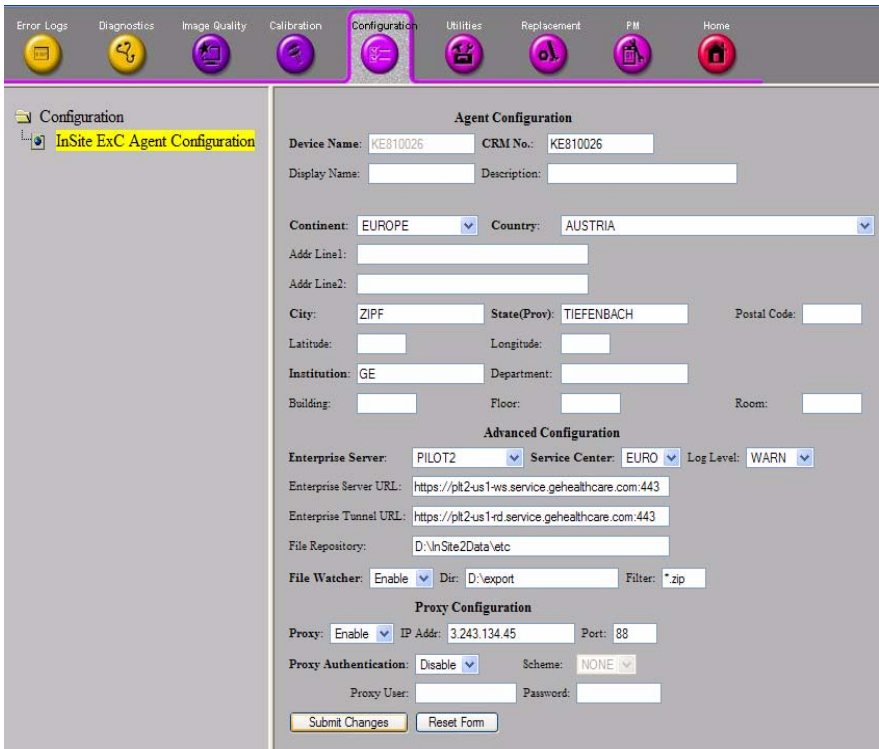 Error Logs Diagnostics Image Quality Calibration Configuration Utilities Replacement PM Home
Configuration
InSite ExC Agent Configuration
Agent Configuration
Device Name: KE810026 CRM No.: KE810026
Display Name: Description:
Continent: EUROPE Country: AUSTRIA
Addr Line1:
Addr Line2:
City: ZIPF State(Prov): TIEFENBACH Postal Code:
Latitude: Longitude:
Institution: GE Department:
Building: Floor: Room:
Advanced Configuration
Enterprise Server: PILOT2 Service Center: EURO Log Level: WARN
Enterprise Server URL: https://plt2-us1-ws.service.gehealthcare.com:443
Enterprise Tunnel URL: https://plt2-us1-rd.service.gehealthcare.com:443
File Repository: D:\InSite2Data\etc
File Watcher: Enable Dir: D:\export Filter: *.zip
Proxy Configuration
Proxy: Enable IP Addr: 3.243.134.45 Port: 88
Proxy Authentication: Disable Scheme: NONE
Proxy User: Password:
Submit Changes Reset Form